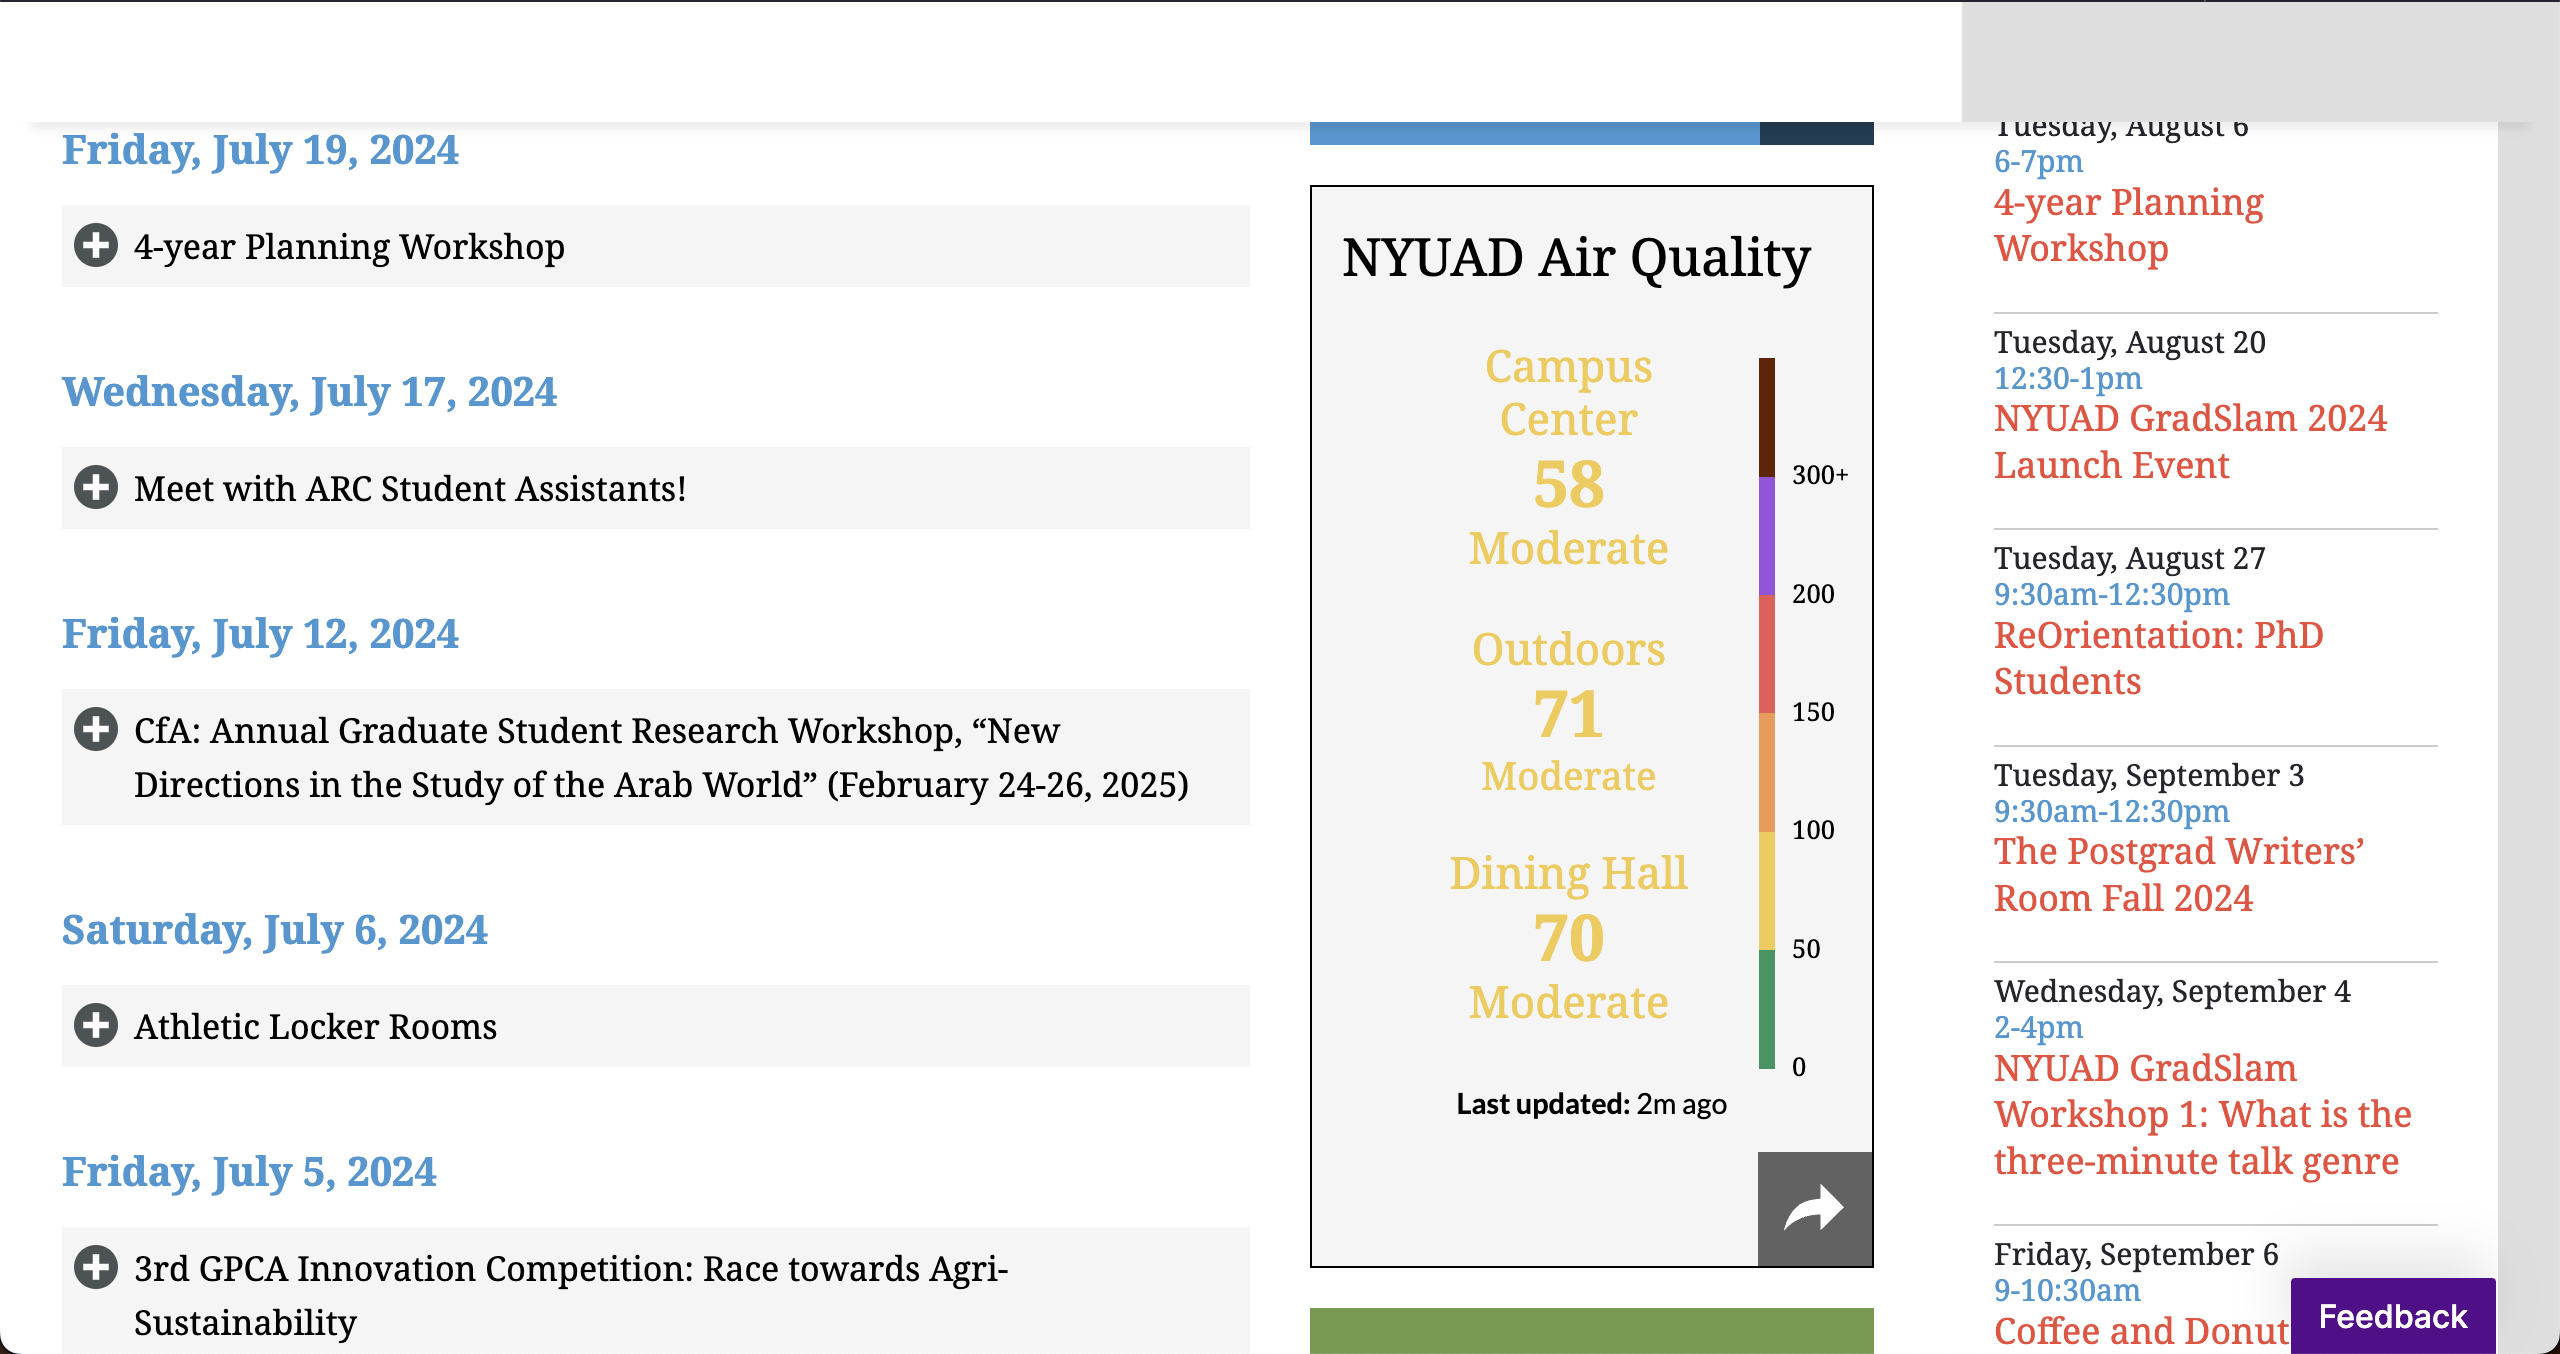 Friday, July 19, 2024
4-year Planning Workshop
Wednesday, July 17, 2024
Meet with ARC Student Assistants!
Friday, July 12, 2024
CfA: Annual Graduate Student Research Workshop, “New
Directions in the Study of the Arab World” (February 24-26, 2025)
Saturday, July 6, 2024
Athletic Locker Rooms
Friday, July 5, 2024
3rd GPCA Innovation Competition: Race towards Agri-
Sustainability
NYUAD Air Quality
Campus
Center
58
Moderate
Outdoors
71
Moderate
Dining Hall
70
Moderate
300+
200
150
100
50
0
Last updated: 2m ago
Tuesday, August 6
6-7pm
4-year Planning
Workshop
Tuesday, August 20
12:30-1pm
NYUAD GradSlam 2024
Launch Event
Tuesday, August 27
9:30am-12:30pm
ReOrientation: PhD
Students
Tuesday, September 3
9:30am-12:30pm
The Postgrad Writers’
Room Fall 2024
Wednesday, September 4
2-4pm
NYUAD GradSlam
Workshop 1: What is the
three-minute talk genre
Friday, September 6
9-10:30am
Coffee and Donut
Feedback